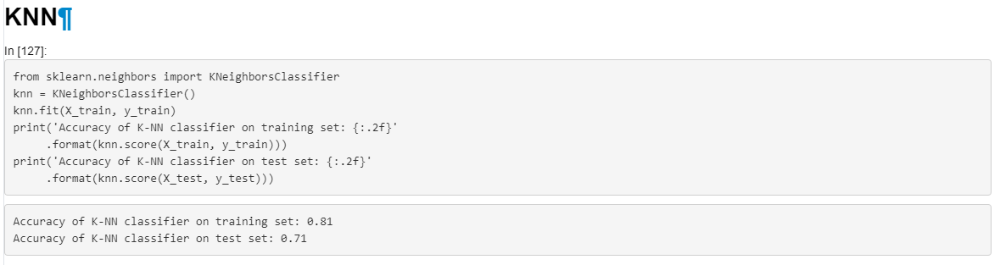 KNN¶
In [127]:
from sklearn.neighbors import KNeighborsClassifier
knn = KNeighborsClassifier()
knn.fit(X_train, y_train)
print('Accuracy of K-NN classifier on training set: {:.2f}'
     .format(knn.score(X_train, y_train)))
print('Accuracy of K-NN classifier on test set: {:.2f}'
     .format(knn.score(X_test, y_test)))
Accuracy of K-NN classifier on training set: 0.81
Accuracy of K-NN classifier on test set: 0.71